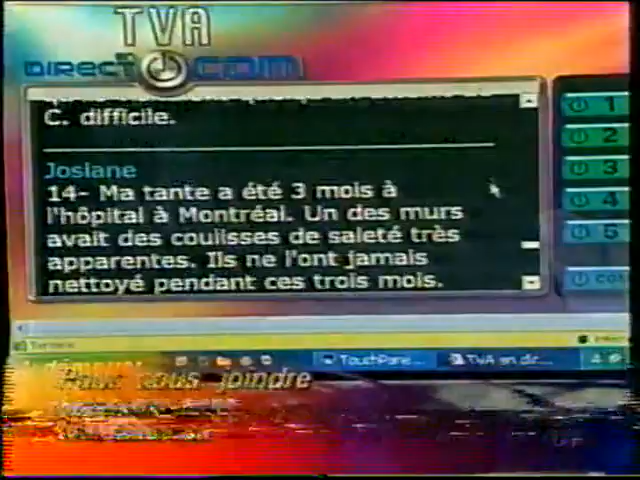 TVA
DIRECT COM
C. difficile.
Josiane
14- Ma tante a été 3 mois à
l'hôpital à Montréal. Un des murs
avait des coulisses de saleté très
apparentes. Ils ne l'ont jamais
nettoyé pendant ces trois mois.
1
2
3
4
5
TouchPane...
TVA en dir...
Pour nous joindre